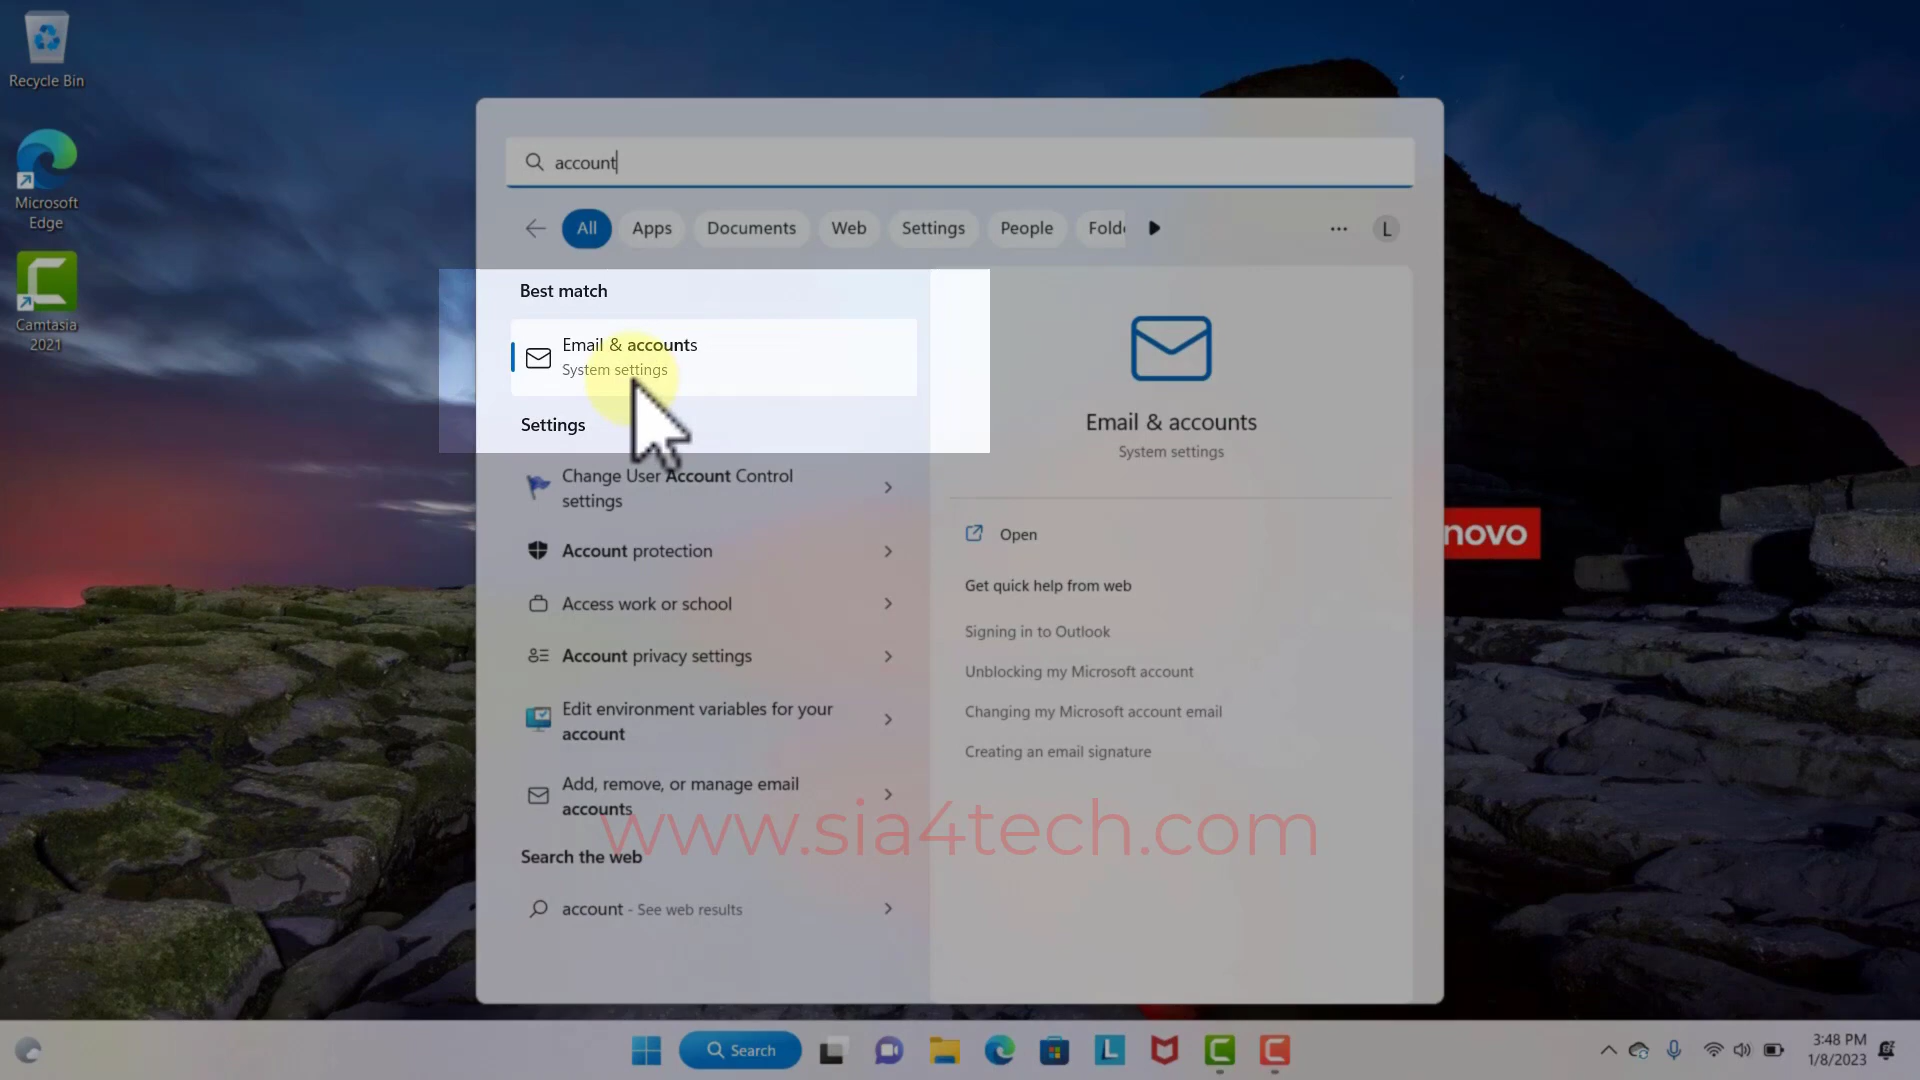 Recycle Bin
Microsoft
Edge
Camtasia
2021
account
All
Apps
Documents
Web
Settings
People
L
Best match
Email & accounts
System settings
Settings
Change User Account Control
settings
Account protection
Access work or school
Account privacy settings
Edit environment variables for your
account
Add, remove, or manage email
accounts
Search the web
account - See web results
Email & accounts
System settings
Open
Get quick help from web
Signing in to Outlook
Unblocking my Microsoft account
Changing my Microsoft account email
Creating an email signature
novo
www.sia4tech.com
Search
L
3:48 PM
1/8/2023